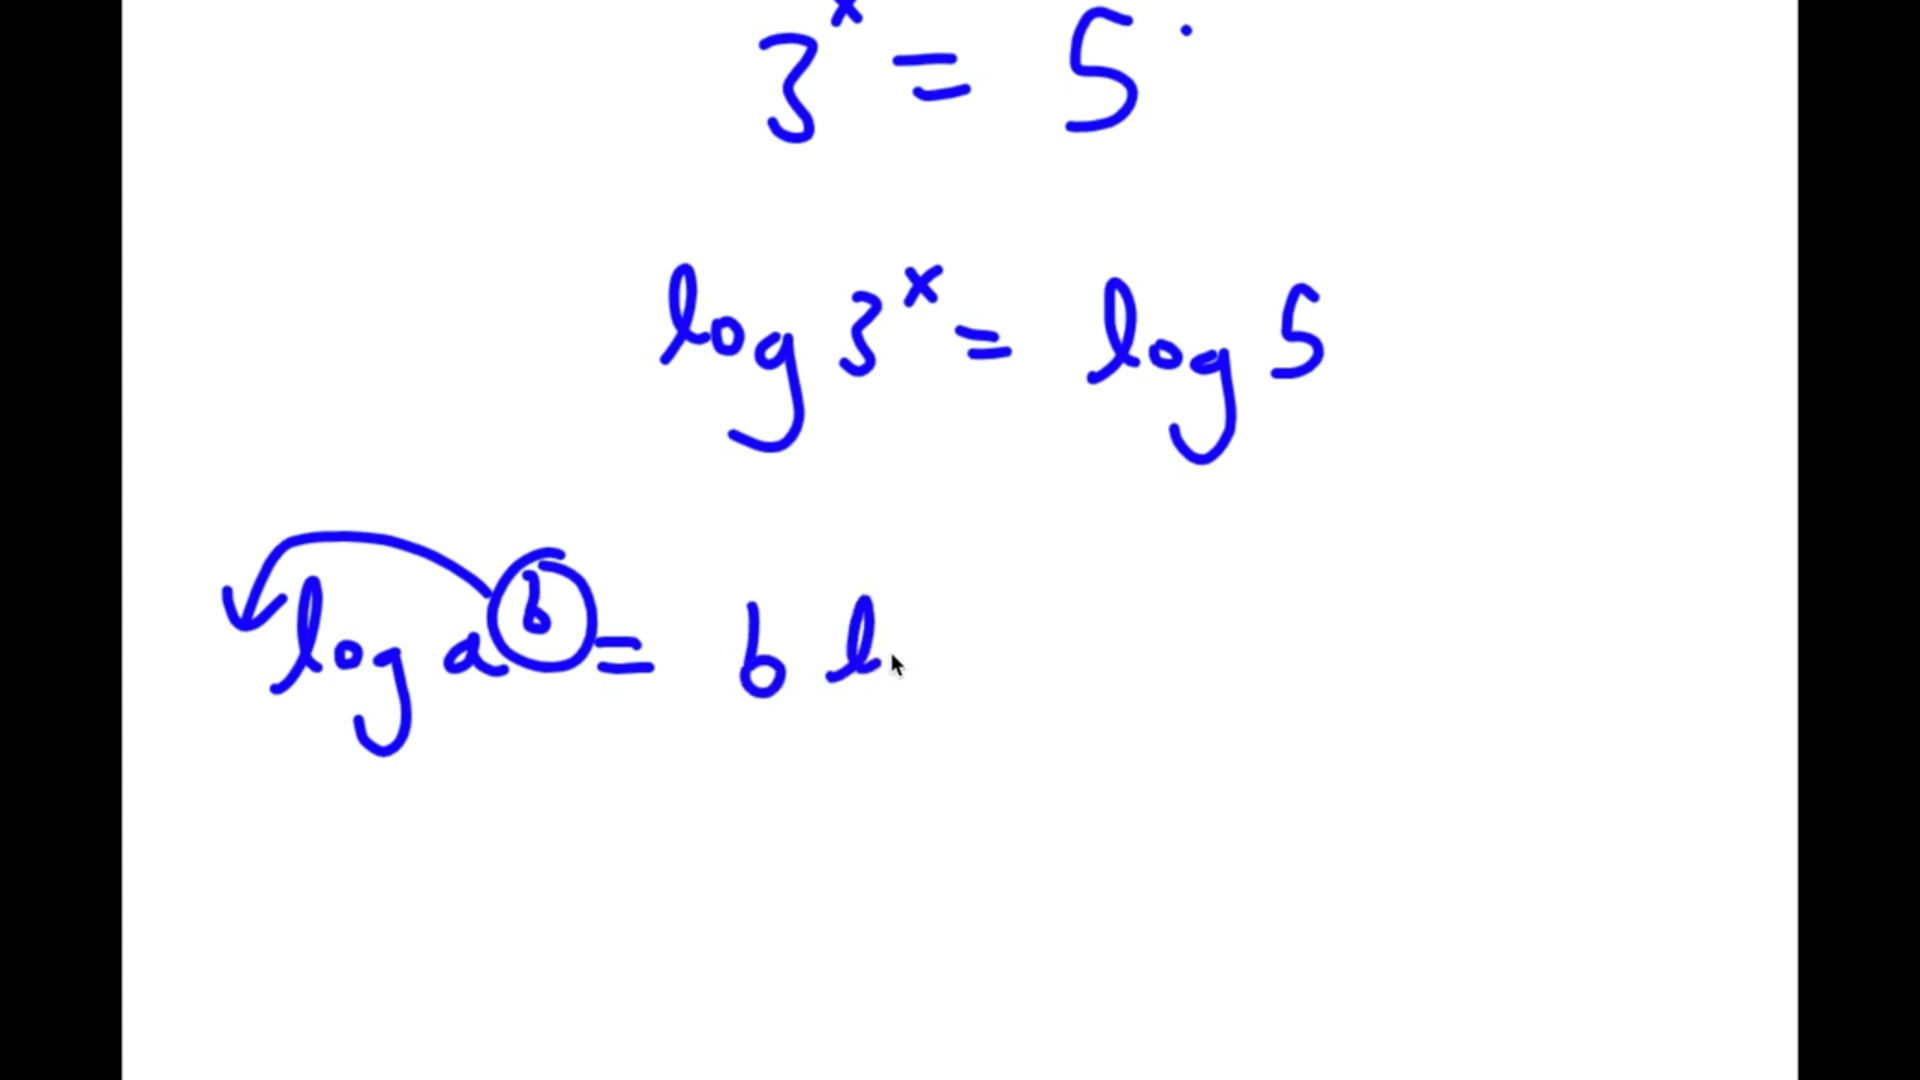 3^x = 5
log 3^x = log 5
log a^b = b l